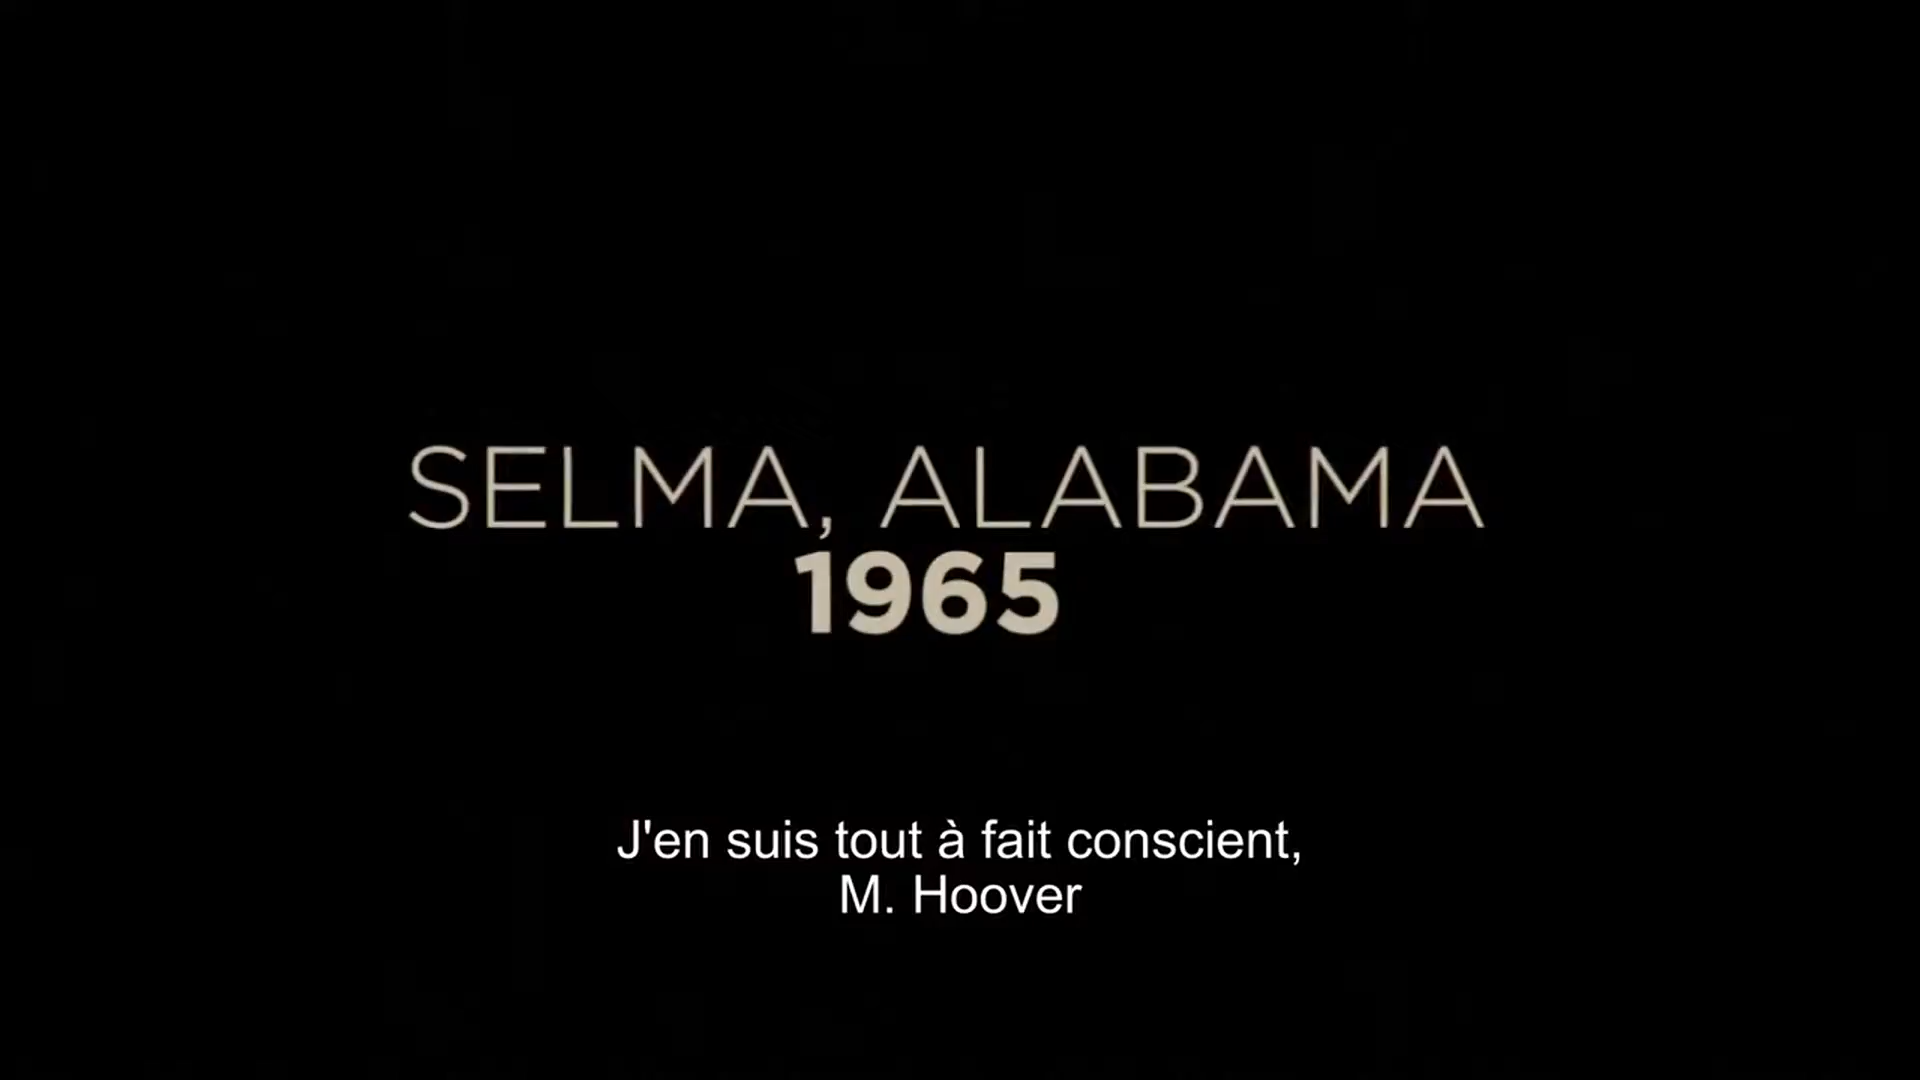 SELMA, ALABAMA
1965
J'en suis tout à fait conscient,
M. Hoover